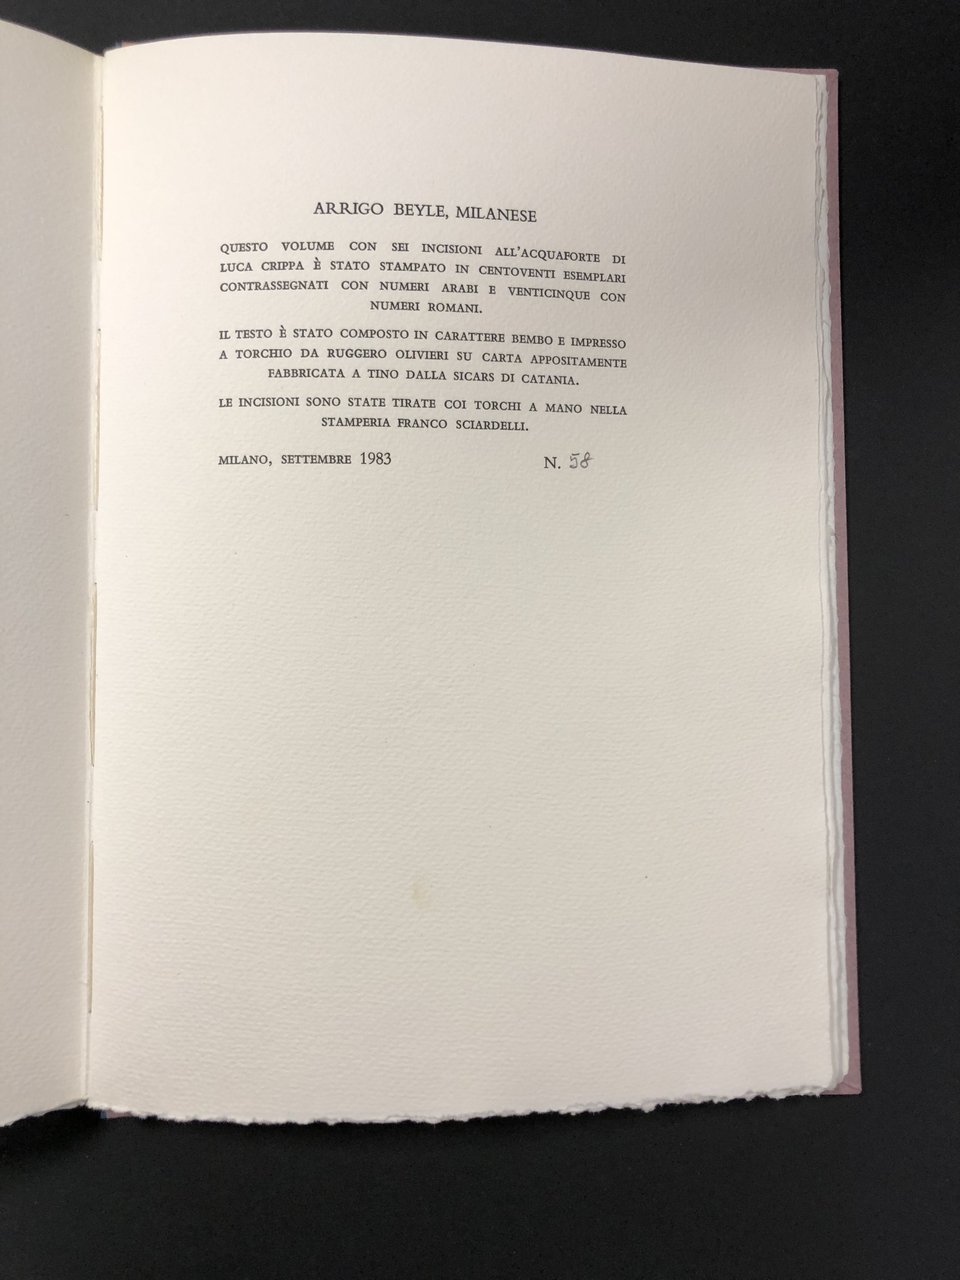 ARRIGO BEYLE, MILANESE
QUESTO VOLUME CON SEI INCISIONI ALL'ACQUAFORTE DI
LUCA CRIPPA È STATO STAMPATO IN CENTOVENTI ESEMPLARI
CONTRASSEGNATI CON NUMERI ARABI E VENTICINQUE CON
NUMERI ROMANI.
IL TESTO È STATO COMPOSTO IN CARATTERE BEMBO E IMPRESSO
A TORCHIO DA RUGGERO OLIVIERI SU CARTA APPOSITAMENTE
FABBRICATA A TINO DALLA SICARS DI CATANIA.
LE INCISIONI SONO STATE TIRATE COI TORCHI A MANO NELLA
STAMPERIA FRANCO SCIARDELLI.
MILANO, SETTEMBRE 1983 N. 58